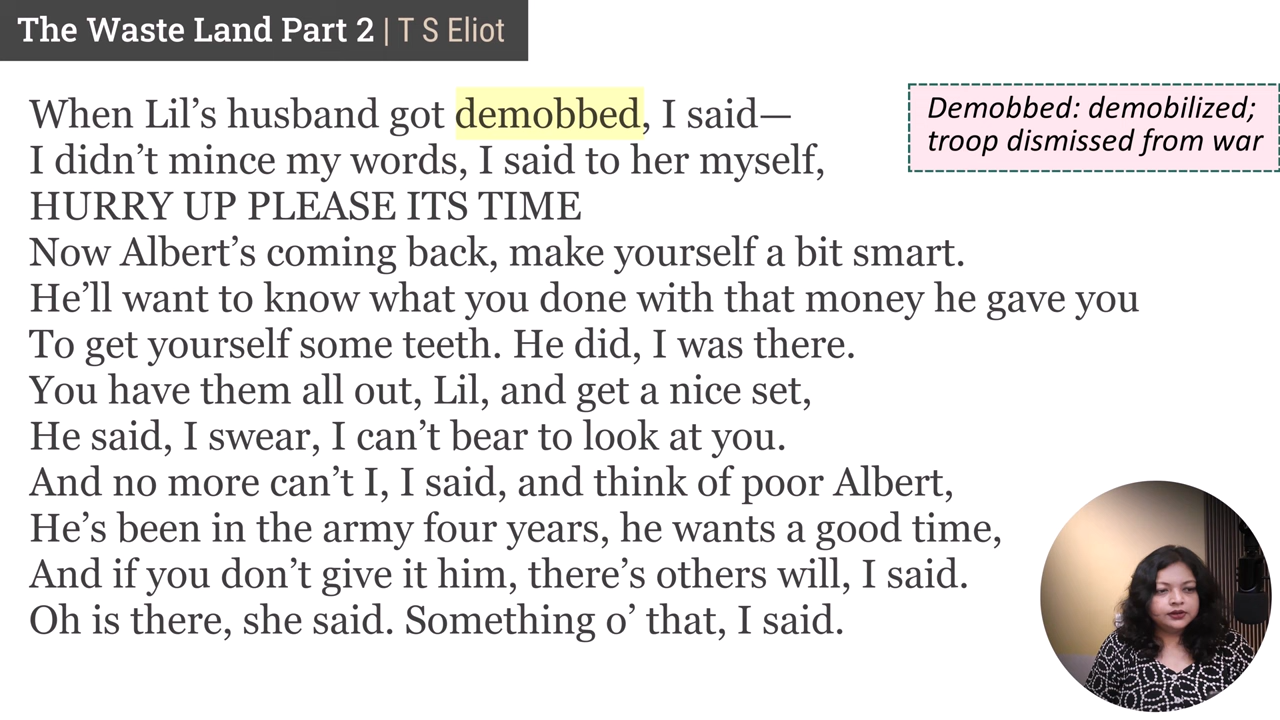 The Waste Land Part 2 | T S Eliot
When Lil’s husband got demobbed, I said—
I didn’t mince my words, I said to her myself,
HURRY UP PLEASE ITS TIME
Now Albert’s coming back, make yourself a bit smart.
He’ll want to know what you done with that money he gave you
To get yourself some teeth. He did, I was there.
You have them all out, Lil, and get a nice set,
He said, I swear, I can’t bear to look at you.
And no more can’t I, I said, and think of poor Albert,
He’s been in the army four years, he wants a good time,
And if you don’t give it him, there’s others will, I said.
Oh is there, she said. Something o’ that, I said.
Demobbed: demobilized;
troop dismissed from war